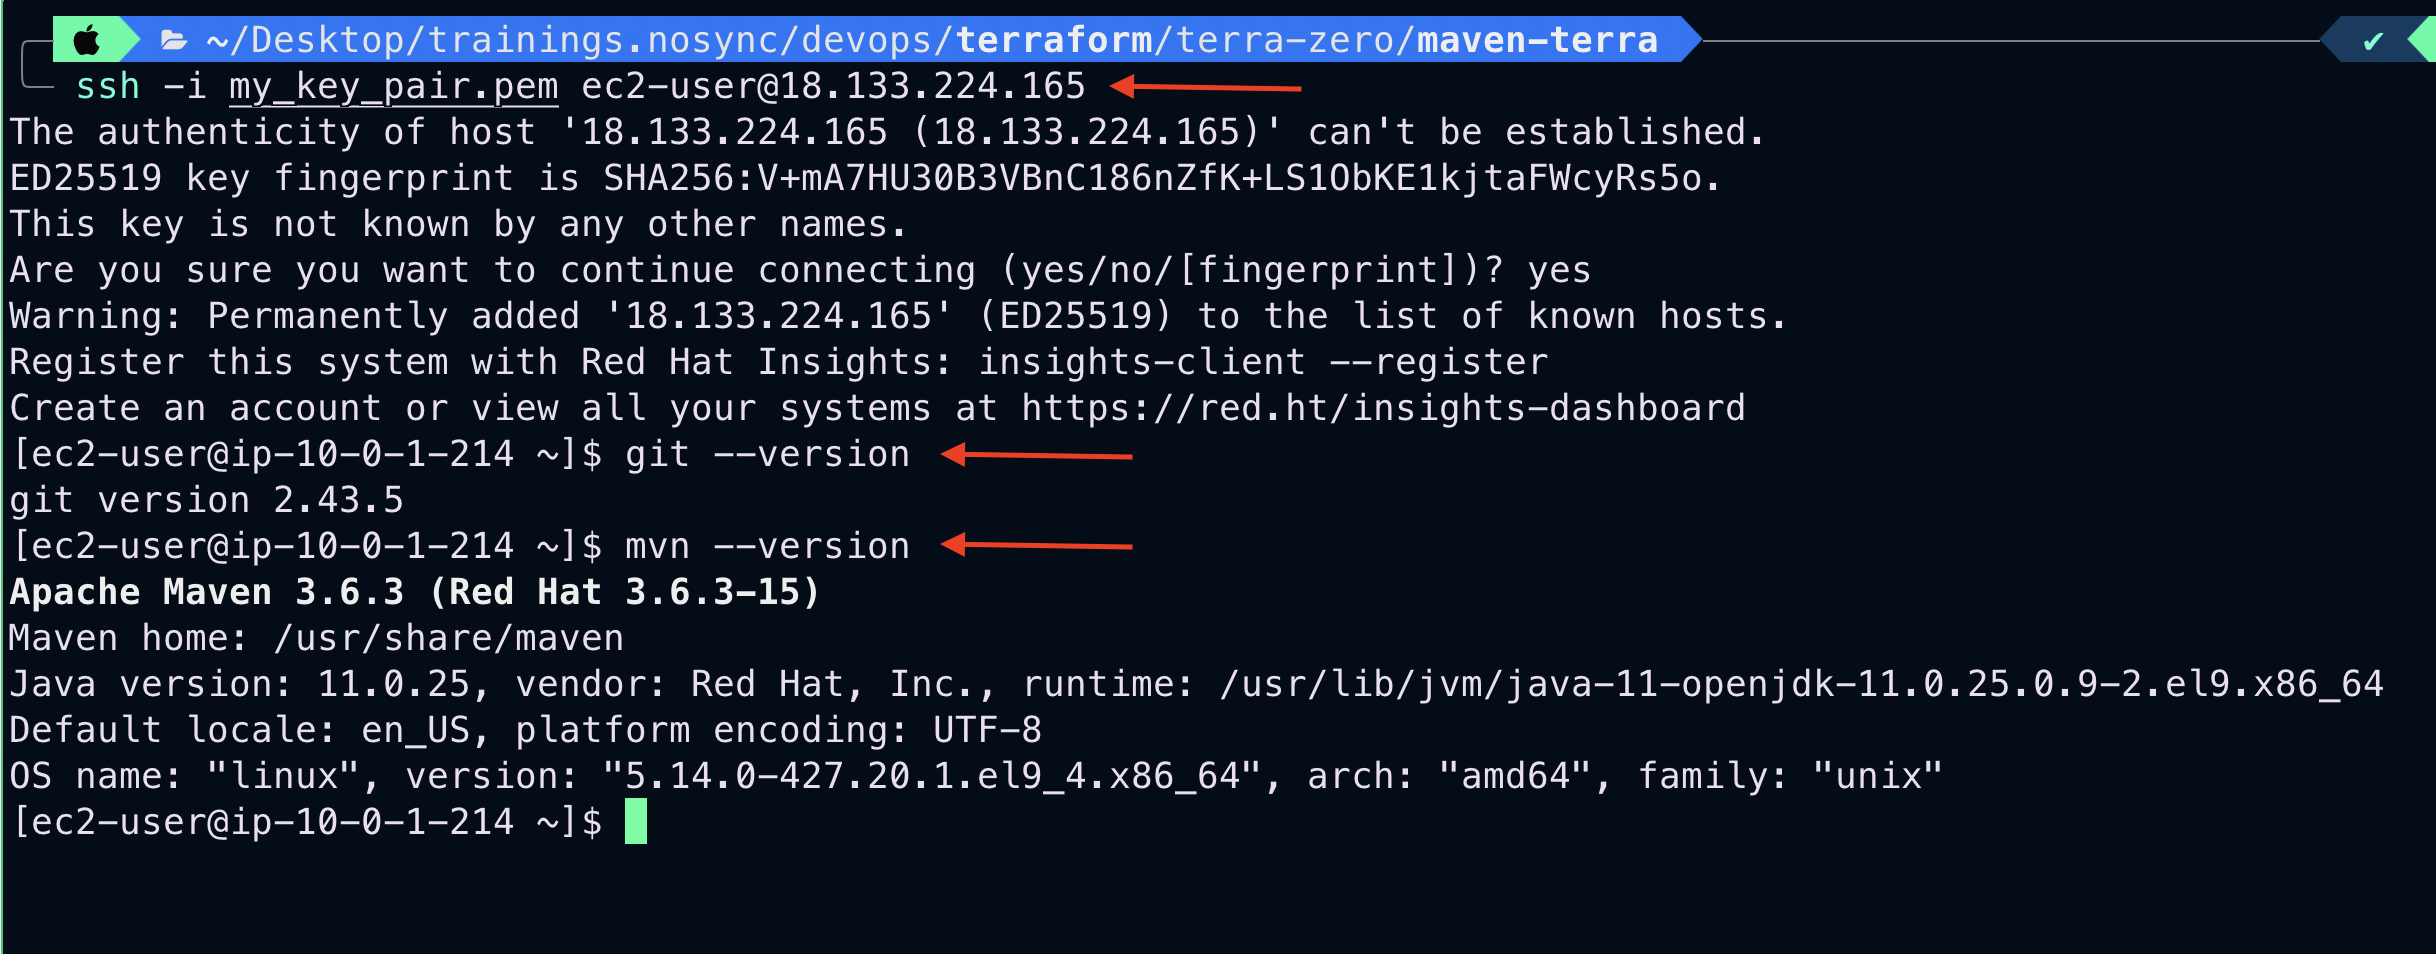 ~/Desktop/trainings.nosync/devops/terraform/terra-zero/maven-terra ✔
ssh -i my_key_pair.pem ec2-user@18.133.224.165
The authenticity of host '18.133.224.165 (18.133.224.165)' can't be established.
ED25519 key fingerprint is SHA256:V+mA7HU30B3VBnC186nZfK+LS1ObKE1kjtaFWcyRs5o.
This key is not known by any other names.
Are you sure you want to continue connecting (yes/no/[fingerprint])? yes
Warning: Permanently added '18.133.224.165' (ED25519) to the list of known hosts.
Register this system with Red Hat Insights: insights-client --register
Create an account or view all your systems at https://red.ht/insights-dashboard
[ec2-user@ip-10-0-1-214 ~]$ git --version
git version 2.43.5
[ec2-user@ip-10-0-1-214 ~]$ mvn --version
Apache Maven 3.6.3 (Red Hat 3.6.3-15)
Maven home: /usr/share/maven
Java version: 11.0.25, vendor: Red Hat, Inc., runtime: /usr/lib/jvm/java-11-openjdk-11.0.25.0.9-2.el9.x86_64
Default locale: en_US, platform encoding: UTF-8
OS name: "linux", version: "5.14.0-427.20.1.el9_4.x86_64", arch: "amd64", family: "unix"
[ec2-user@ip-10-0-1-214 ~]$